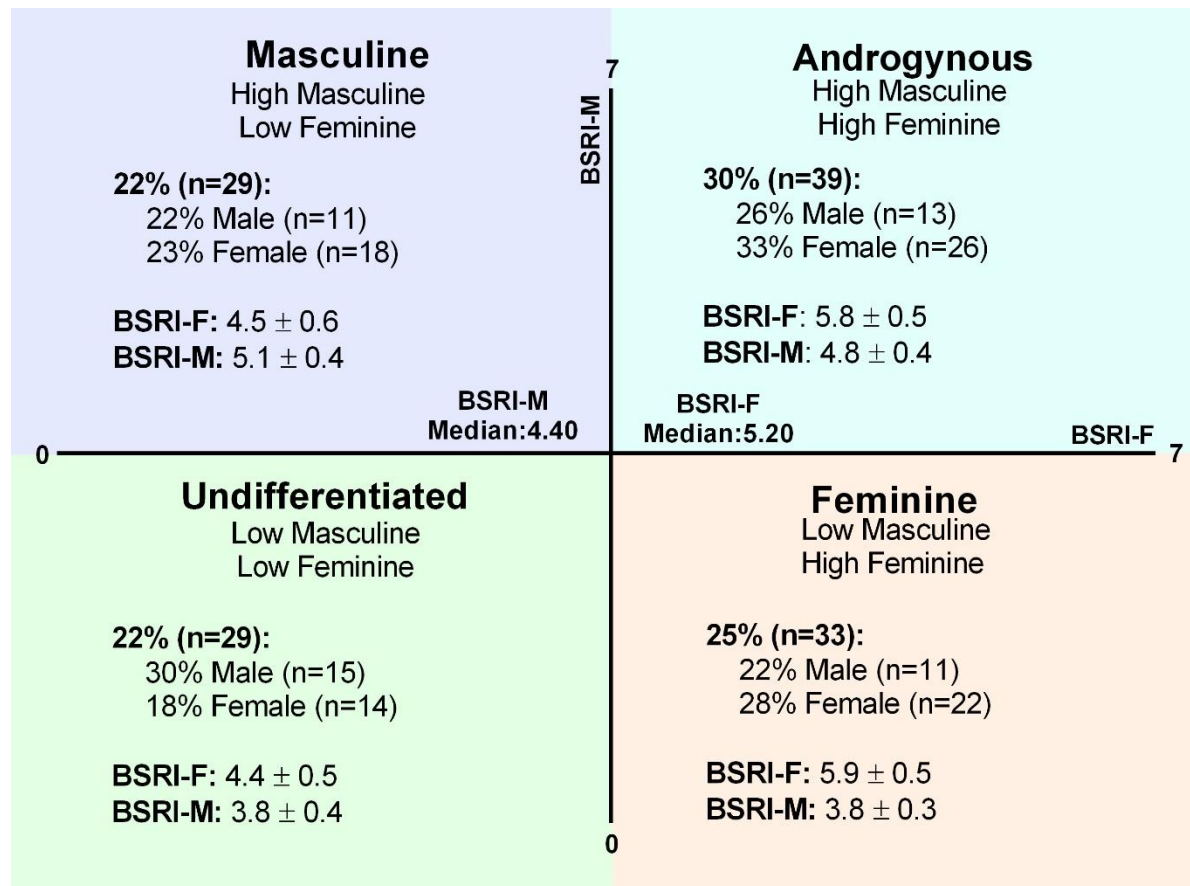 Masculine
High Masculine
Low Feminine
22% (n=29):
22% Male (n=11)
23% Female (n=18)
BSRI-F: 4.5 ± 0.6
BSRI-M: 5.1 ± 0.4
BSRI-M
Median:4.40
7
BSRI-M
Androgynous
High Masculine
High Feminine
30% (n=39):
26% Male (n=13)
33% Female (n=26)
BSRI-F: 5.8 ± 0.5
BSRI-M: 4.8 ± 0.4
BSRI-F
Median:5.20
BSRI-F
0
7
Undifferentiated
Low Masculine
Low Feminine
22% (n=29):
30% Male (n=15)
18% Female (n=14)
BSRI-F: 4.4 ± 0.5
BSRI-M: 3.8 ± 0.4
Feminine
Low Masculine
High Feminine
25% (n=33):
22% Male (n=11)
28% Female (n=22)
BSRI-F: 5.9 ± 0.5
BSRI-M: 3.8 ± 0.3
0